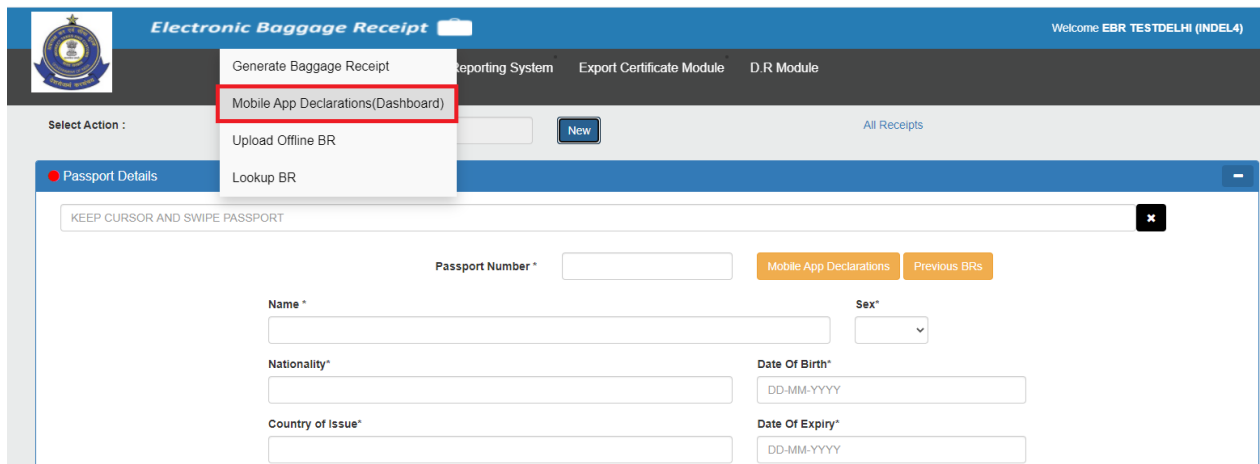 Electronic Baggage Receipt
Welcome EBR TESTDELHI (INDEL4)
Generate Baggage Receipt
Reporting System Export Certificate Module D.R Module
Mobile App Declarations(Dashboard)
Select Action :
New
All Receipts
Upload Offline BR
Passport Details
Lookup BR
KEEP CURSOR AND SWIPE PASSPORT
Passport Number *
Mobile App Declarations Previous BRs
Name * Sex*
Nationality* Date Of Birth*
DD-MM-YYYY
Country of Issue* Date Of Expiry*
DD-MM-YYYY